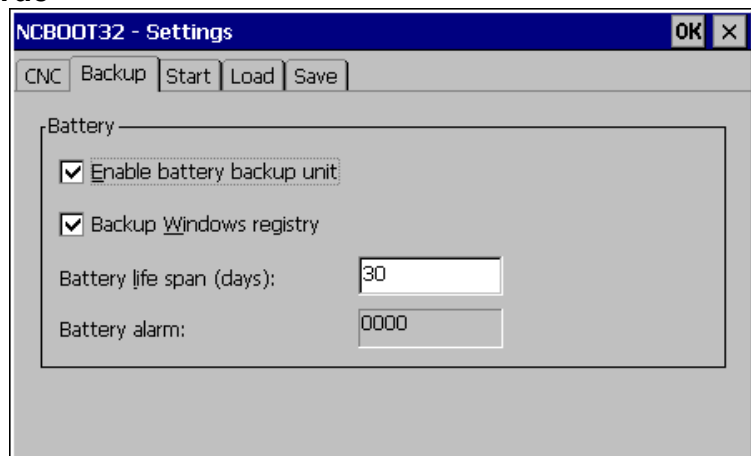 NCBOOT32 - Settings OK ×
CNC Backup Start Load Save
Battery
Enable battery backup unit
Backup Windows registry
Battery life span (days): 30
Battery alarm: 0000